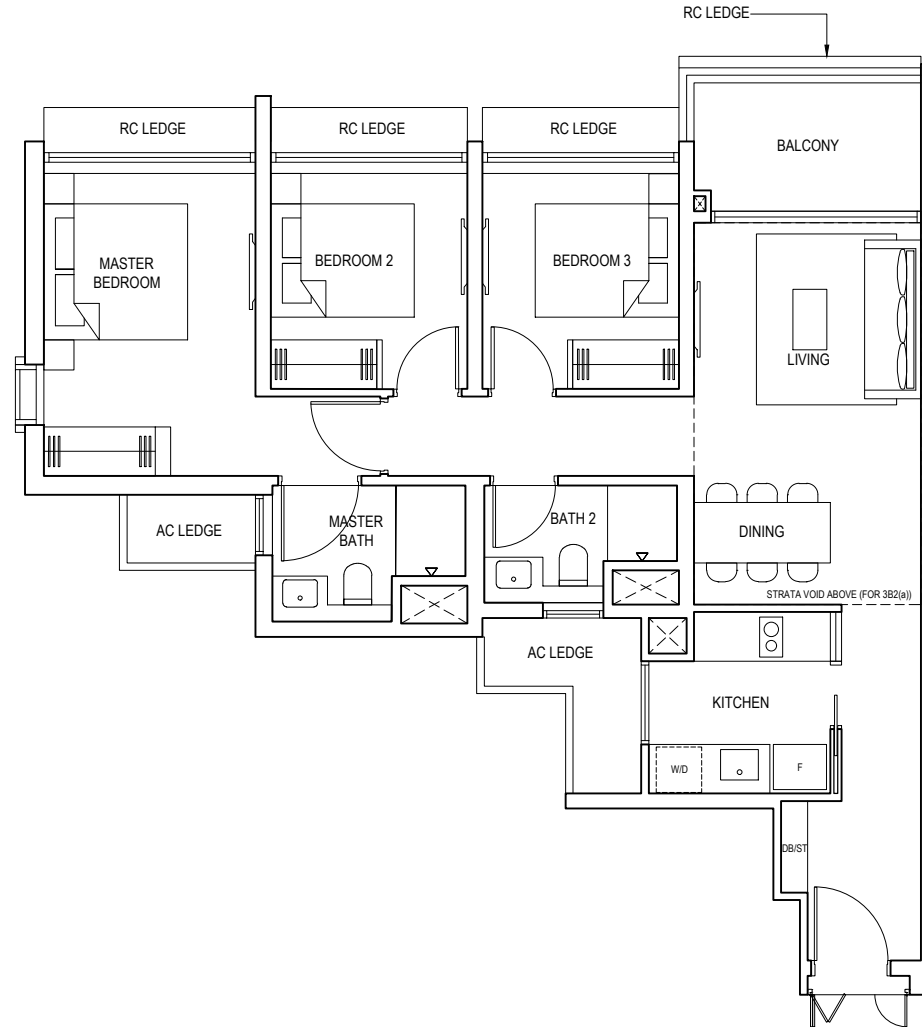 RC LEDGE
RC LEDGE
RC LEDGE
RC LEDGE
BALCONY
MASTER
BEDROOM
BEDROOM 2
BEDROOM 3
LIVING
AC LEDGE
MASTER
BATH
BATH 2
DINING
STRATA VOID ABOVE (FOR 3B2(a))
AC LEDGE
KITCHEN
W/D
F
DB/ST